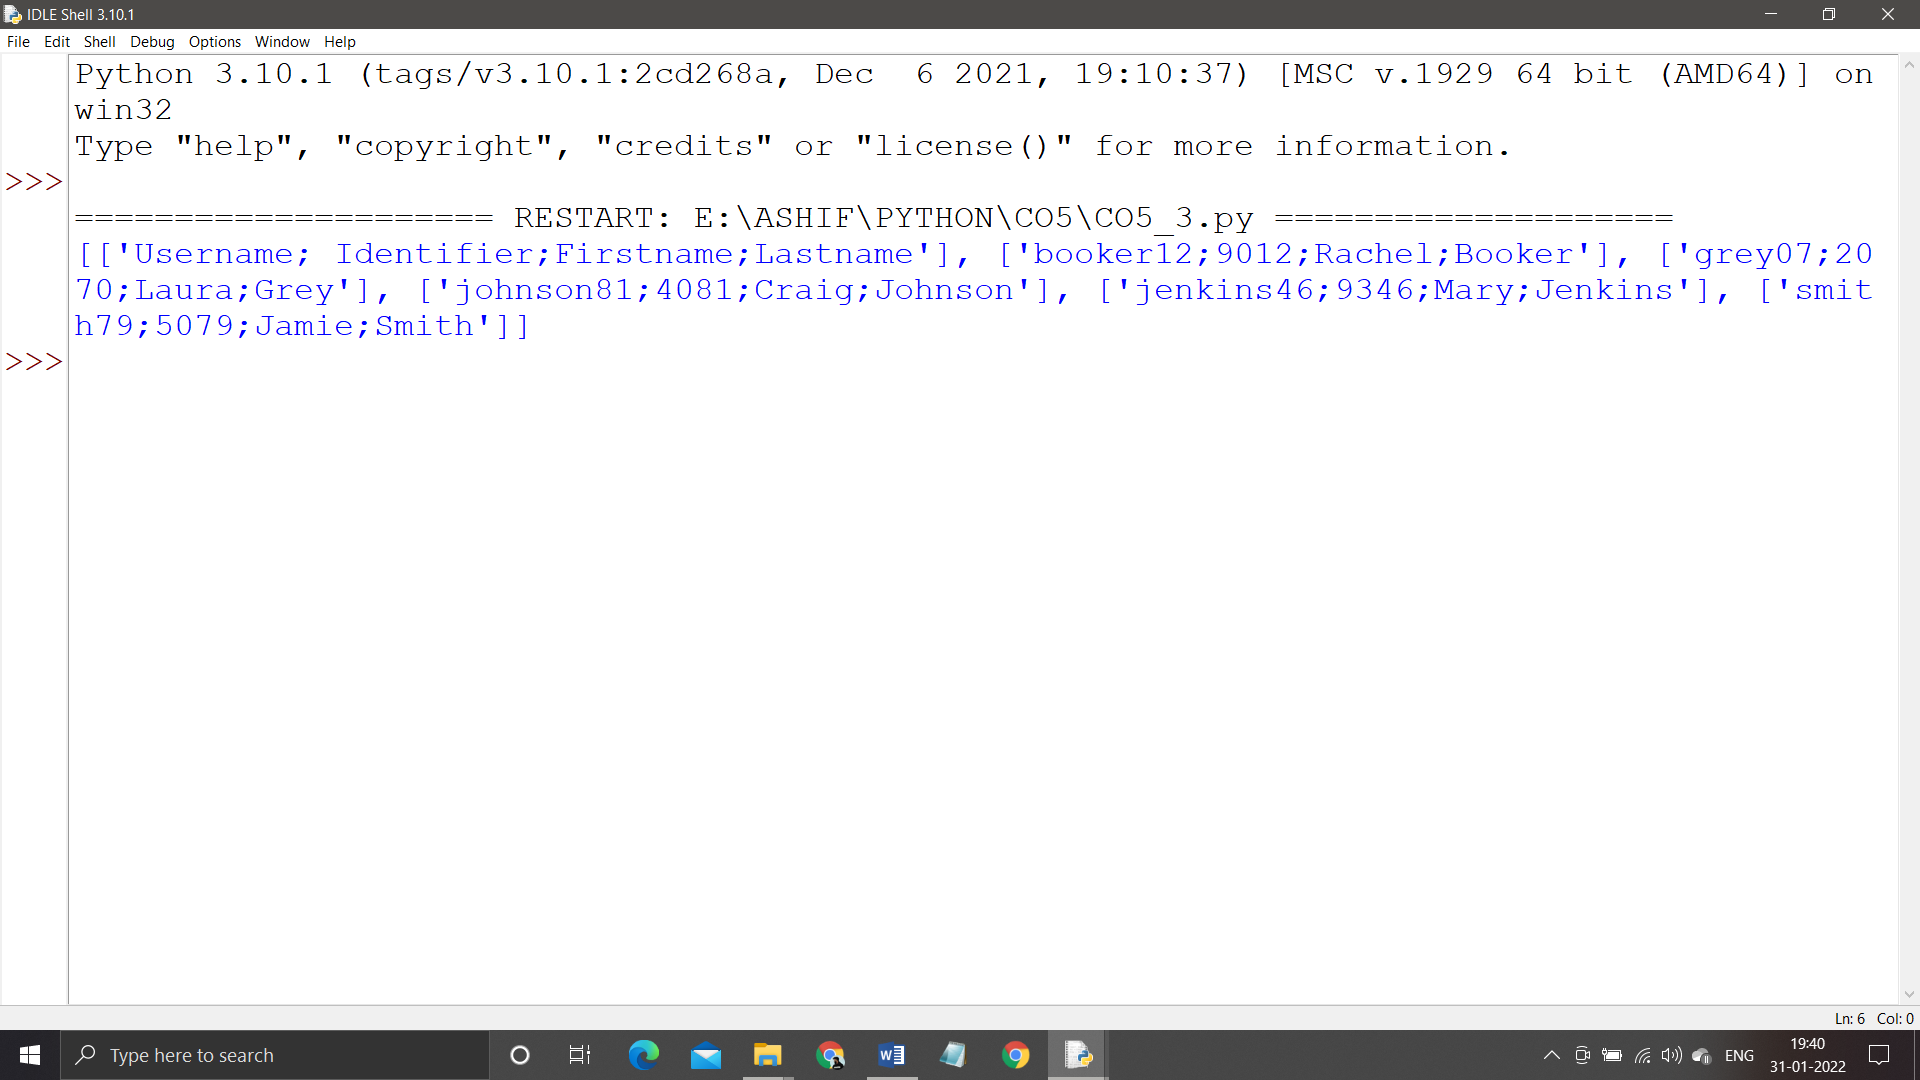 IDLE Shell 3.10.1
File Edit Shell Debug Options Window Help
Python 3.10.1 (tags/v3.10.1:2cd268a, Dec  6 2021, 19:10:37) [MSC v.1929 64 bit (AMD64)] on
win32
Type "help", "copyright", "credits" or "license()" for more information.
>>>
===================== RESTART: E:\ASHIF\PYTHON\CO5\CO5_3.py ====================
[['Username; Identifier;Firstname;Lastname'], ['booker12;9012;Rachel;Booker'], ['grey07;20
70;Laura;Grey'], ['johnson81;4081;Craig;Johnson'], ['jenkins46;9346;Mary;Jenkins'], ['smit
h79;5079;Jamie;Smith']]
>>>
Ln: 6 Col: 0
Type here to search
ENG
19:40
31-01-2022